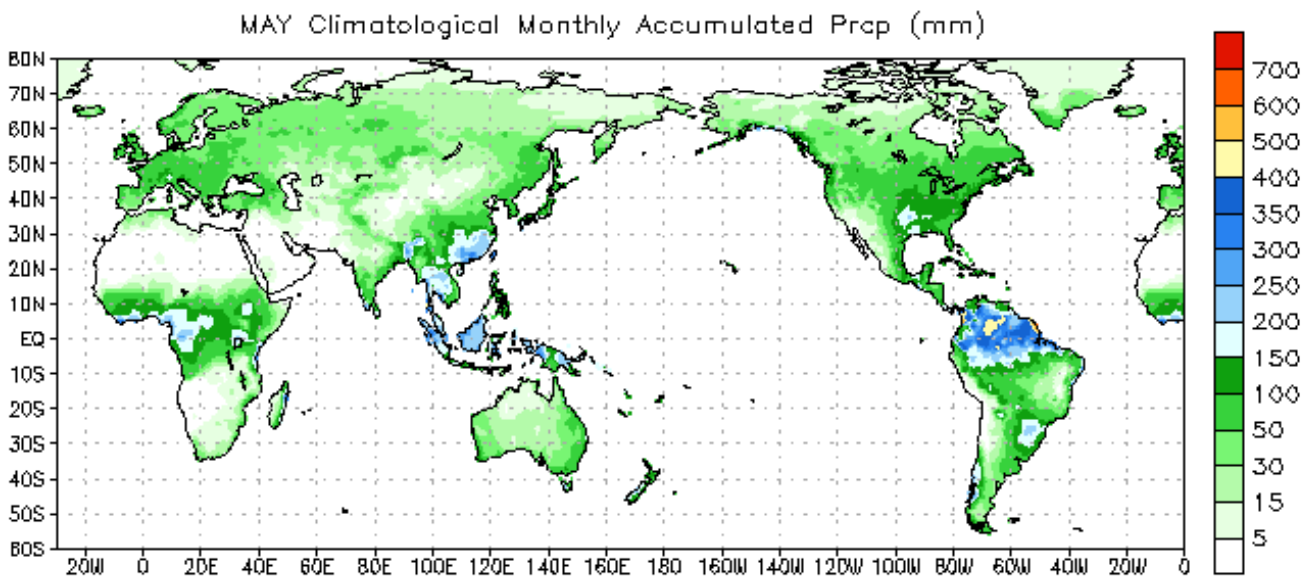 MAY Climatological Monthly Accumulated Prcp (mm)
80N
70N
60N
50N
40N
30N
20N
10N
EQ
10S
20S
30S
40S
50S
60S
20W 0 20E 40E 60E 80E 100E 120E 140E 160E 180 160W 140W 120W 100W 80W 60W 40W 20W 0
700
600
500
400
350
300
250
200
150
100
50
30
15
5